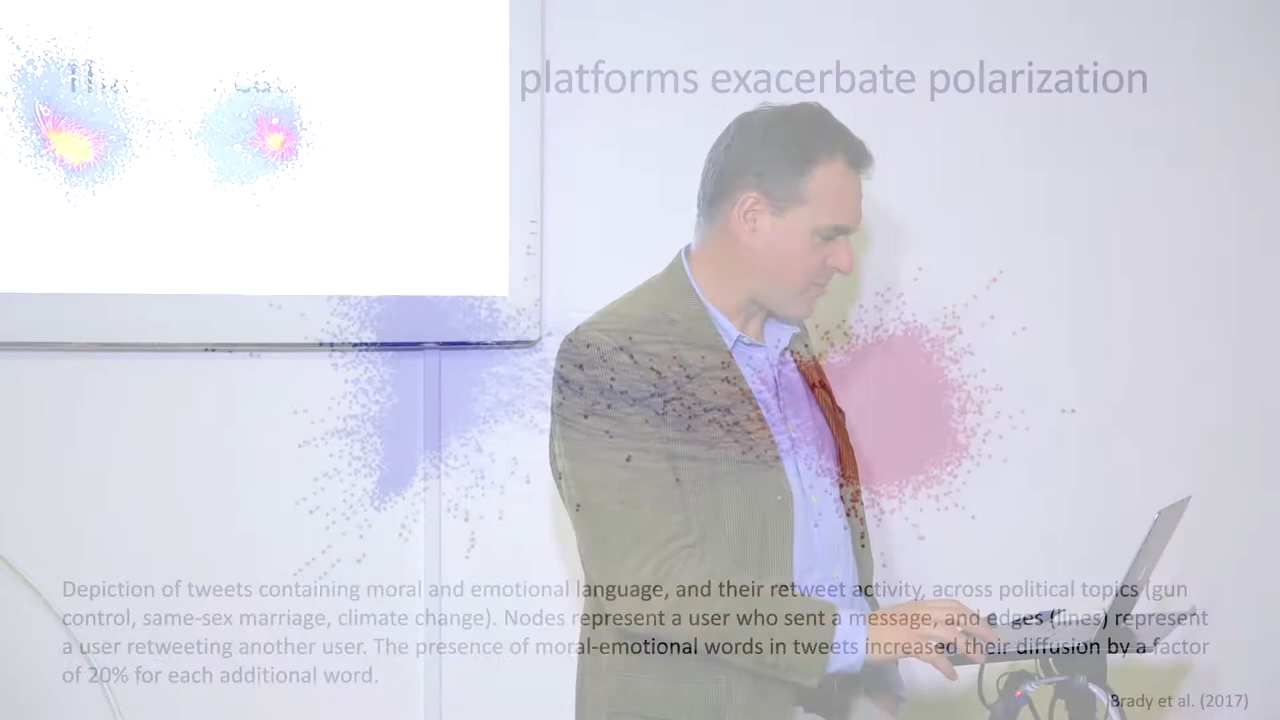 platforms exacerbate polarization
Depiction of tweets containing moral and emotional language, and their retweet activity, across political topics (gun
control, same-sex marriage, climate change). Nodes represent a user who sent a message, and edges (lines) represent
a user retweeting another user. The presence of moral-emotional words in tweets increased their diffusion by a factor
of 20% for each additional word.
Brady et al. (2017)